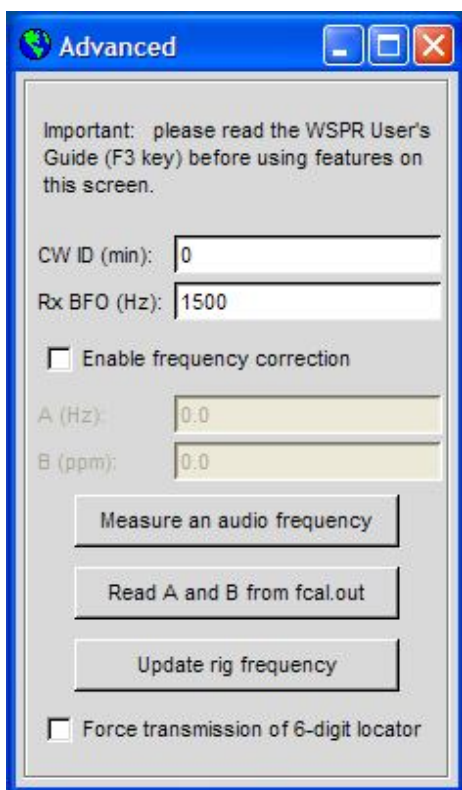 Advanced
Important:   please read the WSPR User's
Guide (F3 key) before using features on
this screen.
CW ID (min): 0
Rx BFO (Hz): 1500
Enable frequency correction
A (Hz): 0.0
B (ppm): 0.0
Measure an audio frequency
Read A and B from fcal.out
Update rig frequency
Force transmission of 6-digit locator